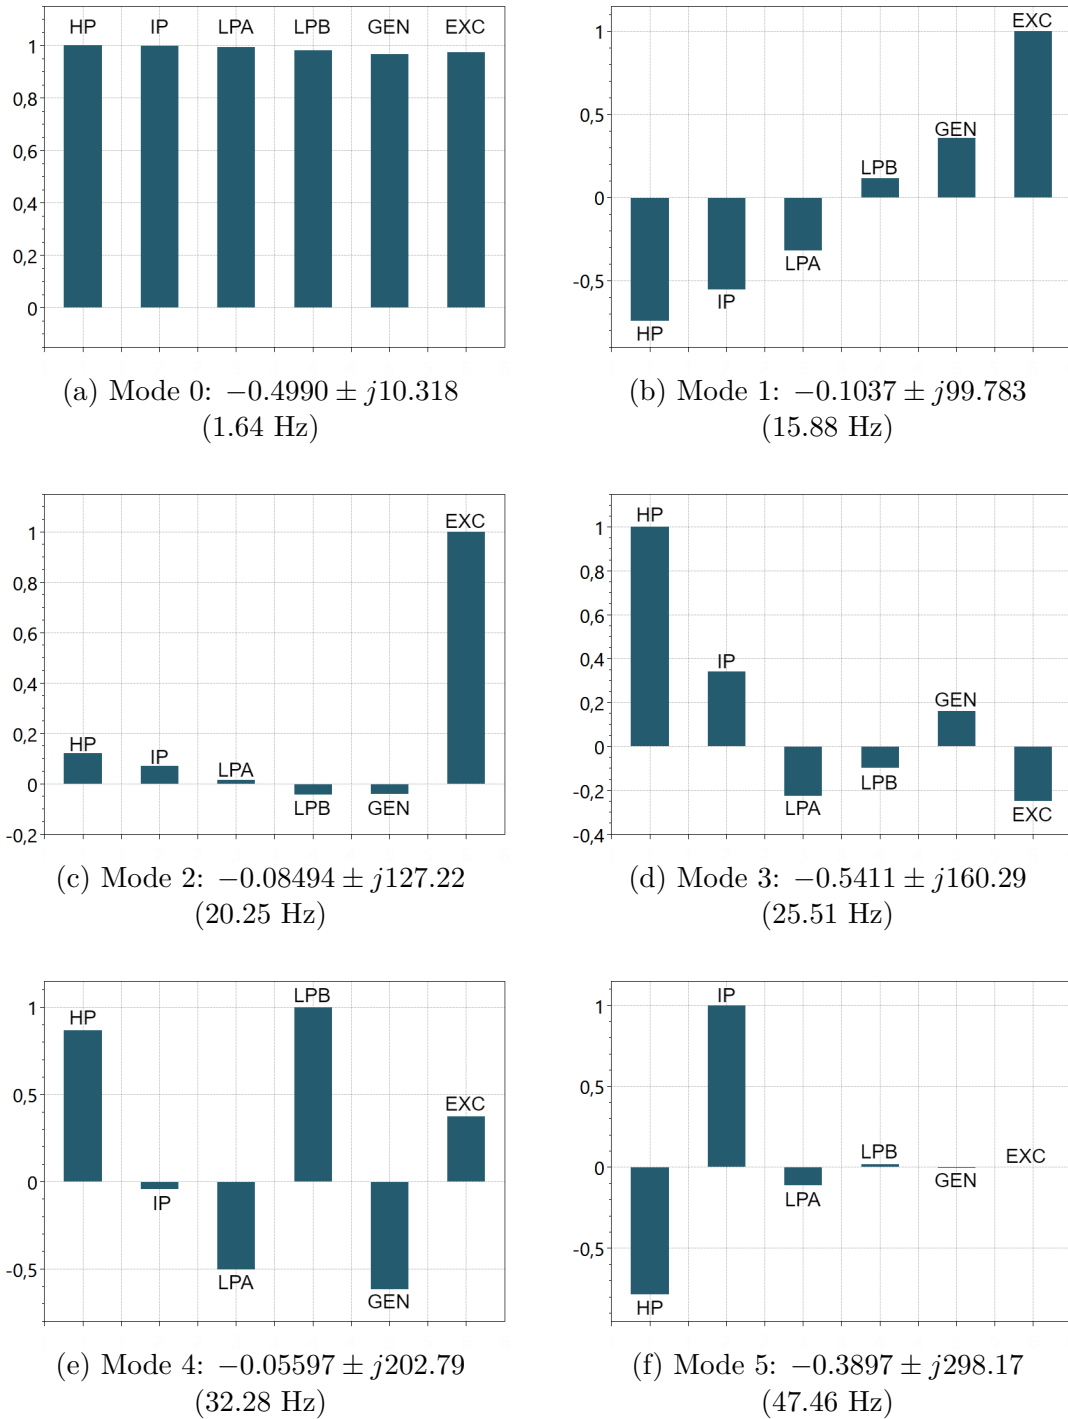 HP IP LPA LPB GEN EXC
1
0,8
0,6
0,4
0,2
0
(a) Mode 0: −0.4990 ± j10.318
(1.64 Hz)
EXC
1
0,5
GEN
LPB
0
LPA
-0,5
IP
HP
(b) Mode 1: −0.1037 ± j99.783
(15.88 Hz)
EXC
1
0,8
0,6
0,4
0,2
HP IP LPA
0
LPB GEN
-0,2
(c) Mode 2: −0.08494 ± j127.22
(20.25 Hz)
HP
1
0,8
0,6
0,4
IP
0,2
GEN
0
-0,2
LPA LPB
EXC
-0,4
(d) Mode 3: −0.5411 ± j160.29
(25.51 Hz)
LPB
1
HP
0,5
EXC
0
IP
-0,5
LPA
GEN
(e) Mode 4: −0.05597 ± j202.79
(32.28 Hz)
IP
1
0,5
LPB EXC
0
GEN
LPA
-0,5
HP
(f) Mode 5: −0.3897 ± j298.17
(47.46 Hz)